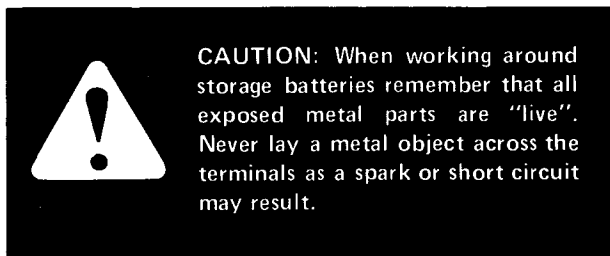 CAUTION: When working around
storage batteries remember that all
exposed metal parts are "live".
Never lay a metal object across the
terminals as a spark or short circuit
may result.